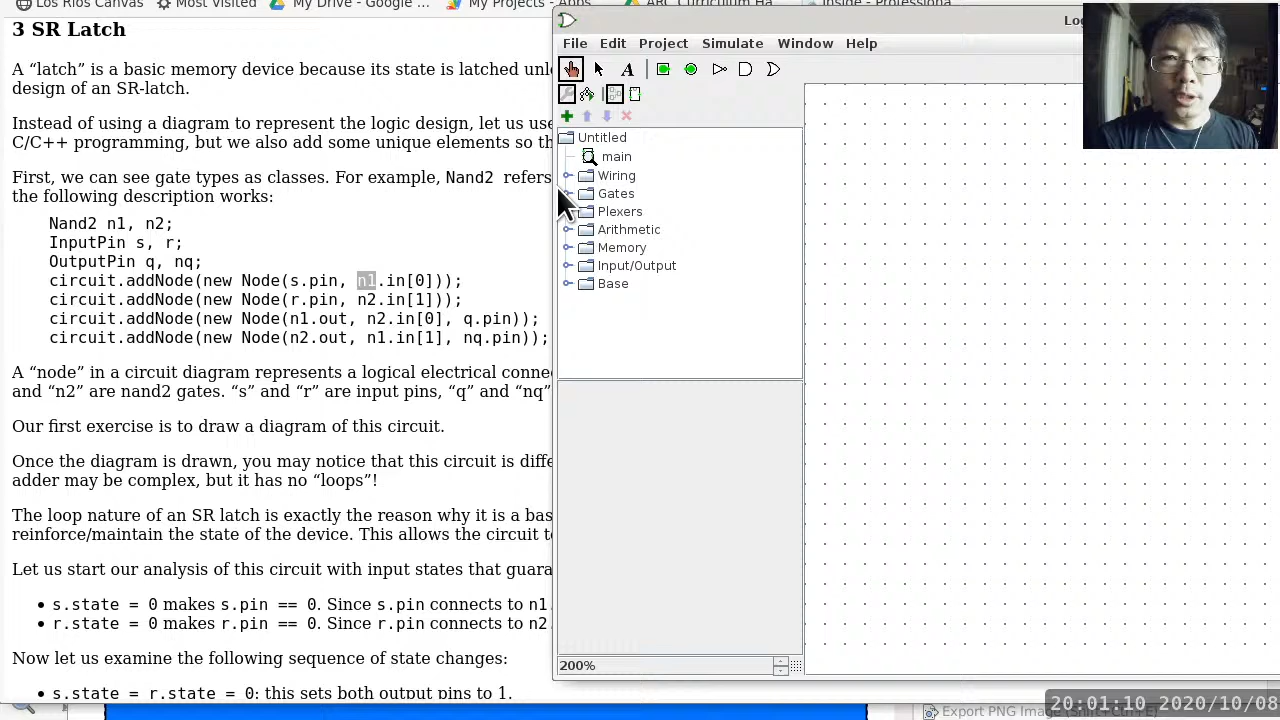 Los Rios Canvas Most Visited My Drive - Google ... My Projects - Apps ARC Curriculum Ha... Inside - Professiona...
3 SR Latch
A “latch” is a basic memory device because its state is latched unl
design of an SR-latch.
Instead of using a diagram to represent the logic design, let us use
C/C++ programming, but we also add some unique elements so th
First, we can see gate types as classes. For example, Nand2 refers
the following description works:
Nand2 n1, n2;
InputPin s, r;
OutputPin q, nq;
circuit.addNode(new Node(s.pin, n1.in[0]));
circuit.addNode(new Node(r.pin, n2.in[1]));
circuit.addNode(new Node(n1.out, n2.in[0], q.pin));
circuit.addNode(new Node(n2.out, n1.in[1], nq.pin));
A “node” in a circuit diagram represents a logical electrical conne
and “n2” are nand2 gates. “s” and “r” are input pins, “q” and “nq”
Our first exercise is to draw a diagram of this circuit.
Once the diagram is drawn, you may notice that this circuit is diffe
adder may be complex, but it has no “loops”!
The loop nature of an SR latch is exactly the reason why it is a bas
reinforce/maintain the state of the device. This allows the circuit to
Let us start our analysis of this circuit with input states that guara
• s.state = 0 makes s.pin == 0. Since s.pin connects to n1.
• r.state = 0 makes r.pin == 0. Since r.pin connects to n2.
Now let us examine the following sequence of state changes:
• s.state = r.state = 0: this sets both output pins to 1.
Lo
File Edit Project Simulate Window Help
A
Untitled
main
Wiring
Gates
Plexers
Arithmetic
Memory
Input/Output
Base
200%
20:01:10 2020/10/08
Export PNG Image (Shift+Ctrl+E)